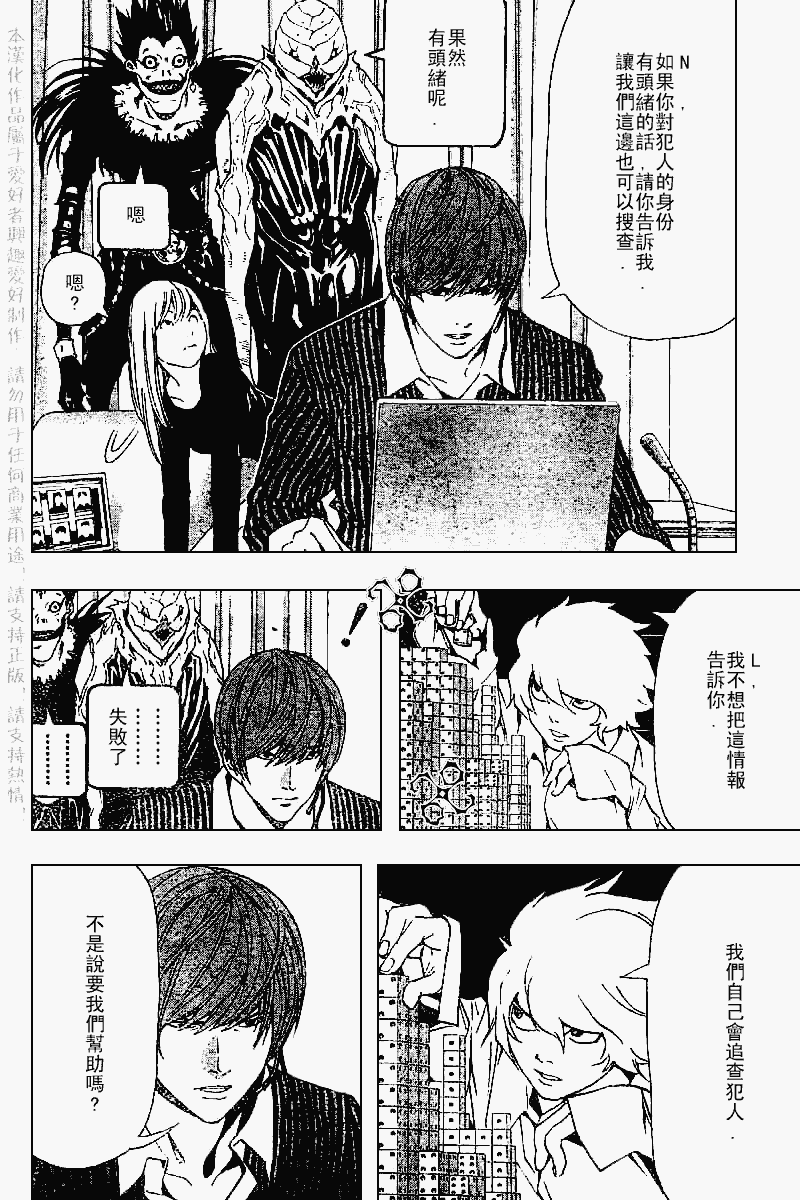 N,
如果你對犯人的身份
有頭緒的話,請你告訴我.
讓我們這邊也可以搜查.
果然
有頭緒呢.
嗯
嗯?
L,
我不想把這情報
告訴你.
!
………
失敗了
………
我們自己會追查犯人.
不是說要我們幫助嗎?
本漢化作品屬于愛好者興趣愛好制作.請勿用于任何商業用途,請支持正版,請支持熱情,